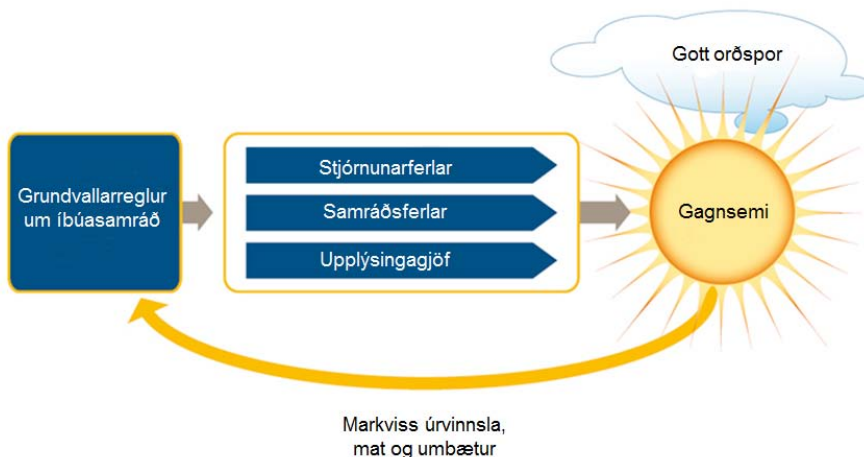 Gott orðspor
Grundvallarreglur
um íbúasamráð
Stjórnunarferlar
Samráðsferlar
Upplýsingagjöf
Gagnsemi
Markviss úrvinnsla,
mat og umbætur